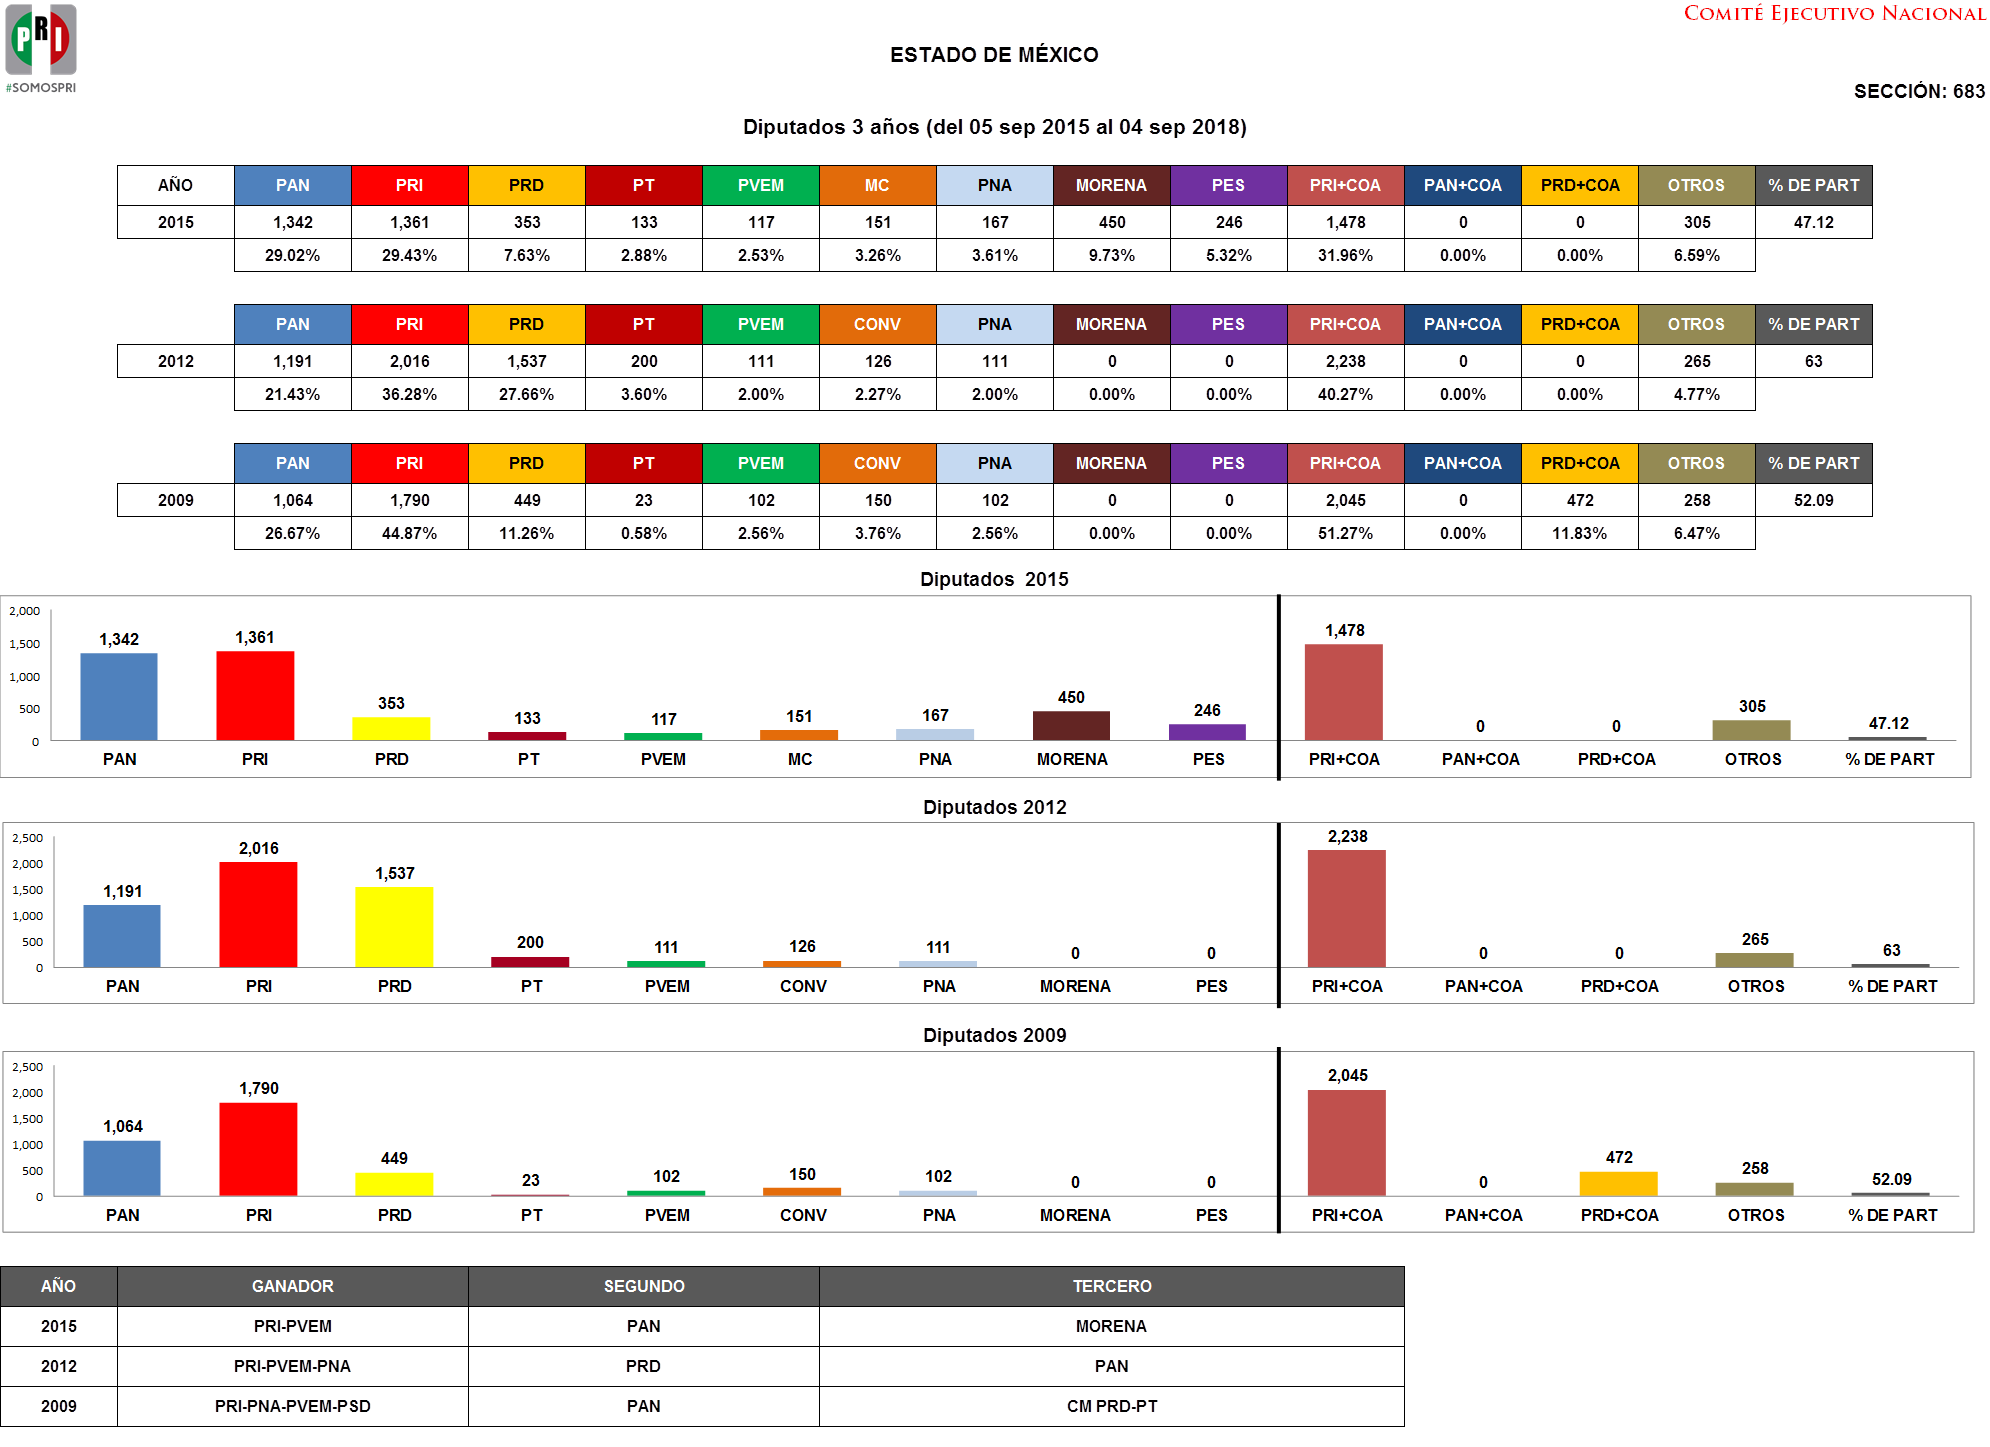 PRI
#SOMOSPRI
COMITÉ EJECUTIVO NACIONAL
ESTADO DE MÉXICO
SECCIÓN: 683
Diputados 3 años (del 05 sep 2015 al 04 sep 2018)
AÑO PAN PRI PRD PT PVEM MC PNA MORENA PES PRI+COA PAN+COA PRD+COA OTROS % DE PART
2015 1,342 1,361 353 133 117 151 167 450 246 1,478 0 0 305 47.12
29.02% 29.43% 7.63% 2.88% 2.53% 3.26% 3.61% 9.73% 5.32% 31.96% 0.00% 0.00% 6.59%
PAN PRI PRD PT PVEM CONV PNA MORENA PES PRI+COA PAN+COA PRD+COA OTROS % DE PART
2012 1,191 2,016 1,537 200 111 126 111 0 0 2,238 0 0 265 63
21.43% 36.28% 27.66% 3.60% 2.00% 2.27% 2.00% 0.00% 0.00% 40.27% 0.00% 0.00% 4.77%
PAN PRI PRD PT PVEM CONV PNA MORENA PES PRI+COA PAN+COA PRD+COA OTROS % DE PART
2009 1,064 1,790 449 23 102 150 102 0 0 2,045 0 472 258 52.09
26.67% 44.87% 11.26% 0.58% 2.56% 3.76% 2.56% 0.00% 0.00% 51.27% 0.00% 11.83% 6.47%
Diputados 2015
2,000
1,500
1,000
500
0
1,342 1,361 353 133 117 151 167 450 246 1,478 0 0 305 47.12
PAN PRI PRD PT PVEM MC PNA MORENA PES PRI+COA PAN+COA PRD+COA OTROS % DE PART
Diputados 2012
2,500
2,000
1,500
1,000
500
0
1,191 2,016 1,537 200 111 126 111 0 0 2,238 0 0 265 63
PAN PRI PRD PT PVEM CONV PNA MORENA PES PRI+COA PAN+COA PRD+COA OTROS % DE PART
Diputados 2009
2,500
2,000
1,500
1,000
500
0
1,064 1,790 449 23 102 150 102 0 0 2,045 0 472 258 52.09
PAN PRI PRD PT PVEM CONV PNA MORENA PES PRI+COA PAN+COA PRD+COA OTROS % DE PART
AÑO GANADOR SEGUNDO TERCERO
2015 PRI-PVEM PAN MORENA
2012 PRI-PVEM-PNA PRD PAN
2009 PRI-PNA-PVEM-PSD PAN CM PRD-PT